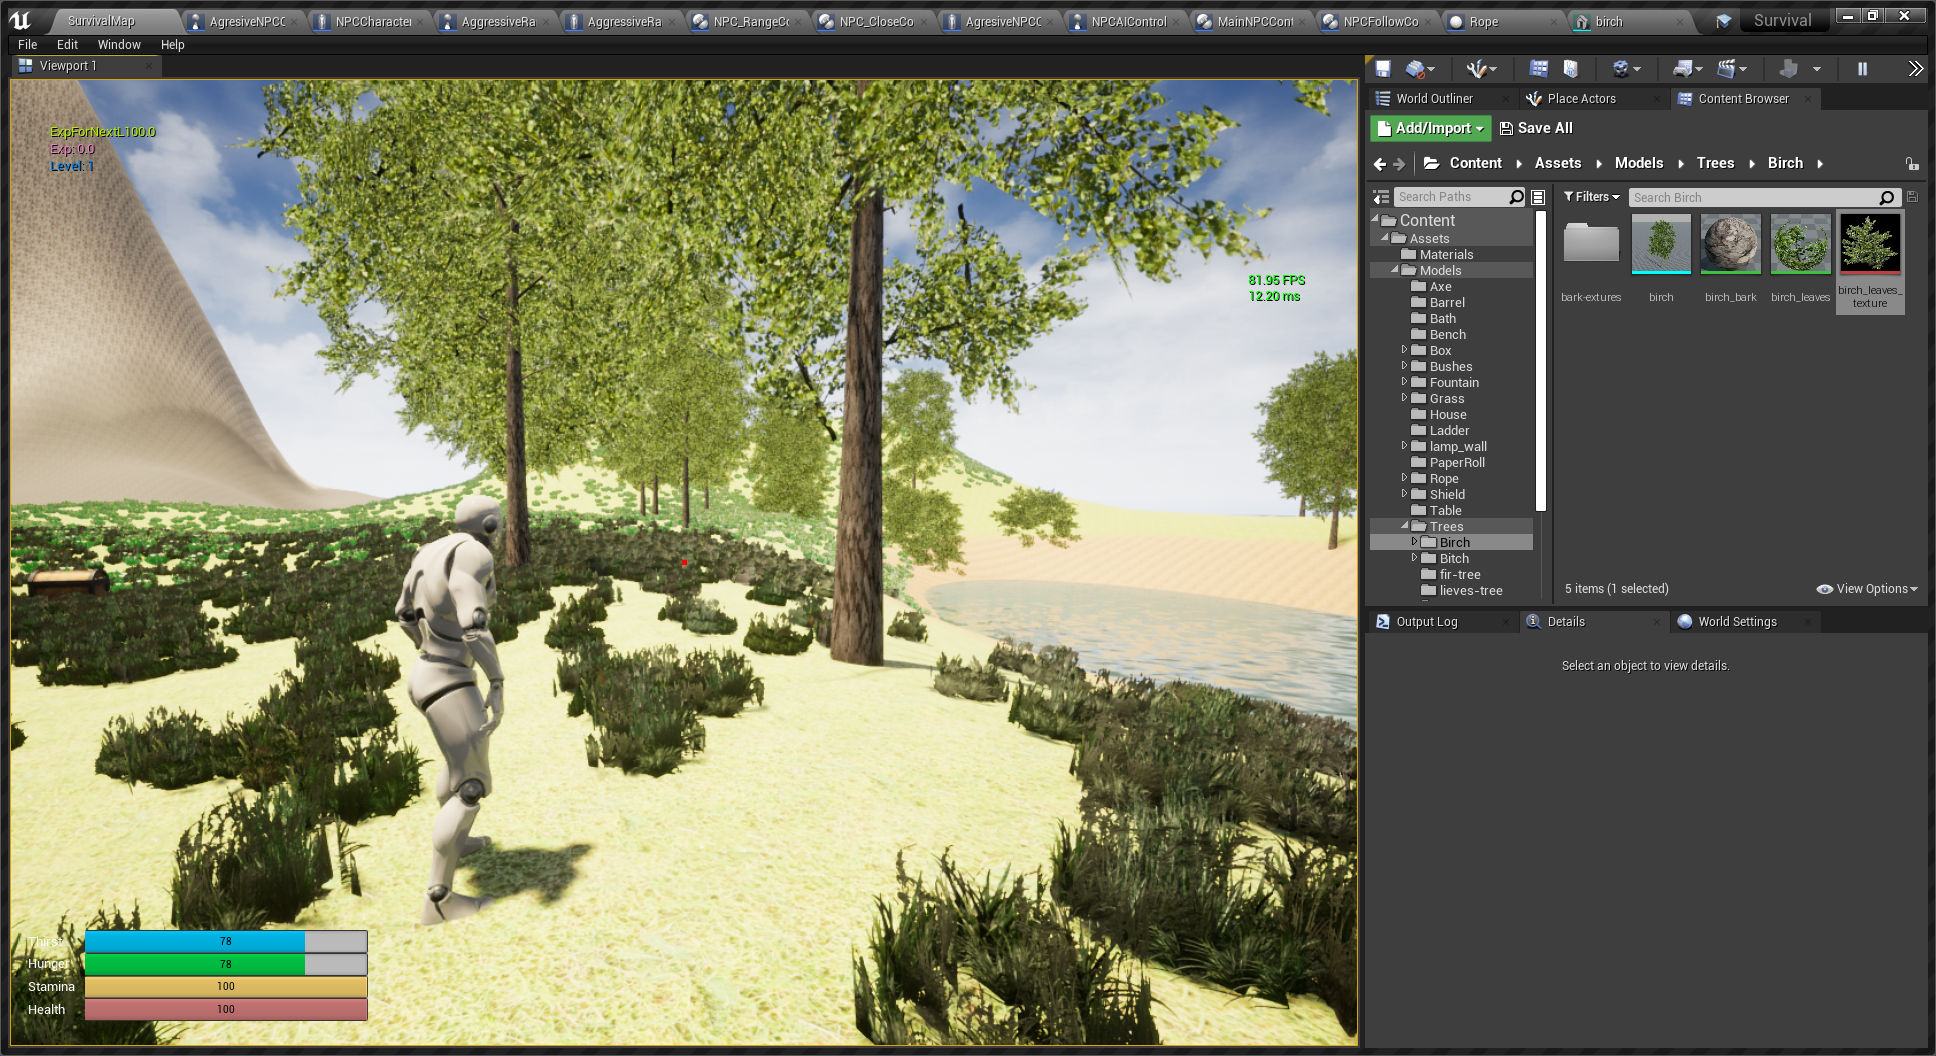 SurvivalMap
AgresiveNPCC
NPCCharacter
AggressiveRa
AggressiveRa
NPC_RangeCo
NPC_CloseCo
AgresiveNPCC
NPCAIControl
MainNPCCont
NPCFollowCo
Rope
birch
Survival
File Edit Window Help
Viewport 1
ExpForNextL100.0
Exp: 0.0
Level: 1
81.95 FPS
12.20 ms
Thirst 78
Hunger 78
Stamina 100
Health 100
World Outliner
Place Actors
Content Browser
Add/Import
Save All
Content Assets Models Trees Birch
Search Paths
Filters
Search Birch
Content
Assets
Materials
Models
Axe
Barrel
Bath
Bench
Box
Bushes
Fountain
Grass
House
Ladder
lamp_wall
PaperRoll
Rope
Shield
Table
Trees
Birch
Bitch
fir-tree
lieves-tree
bark-extures
birch
birch_bark
birch_leaves
birch_leaves_
texture
5 items (1 selected)
View Options
Output Log
Details
World Settings
Select an object to view details.